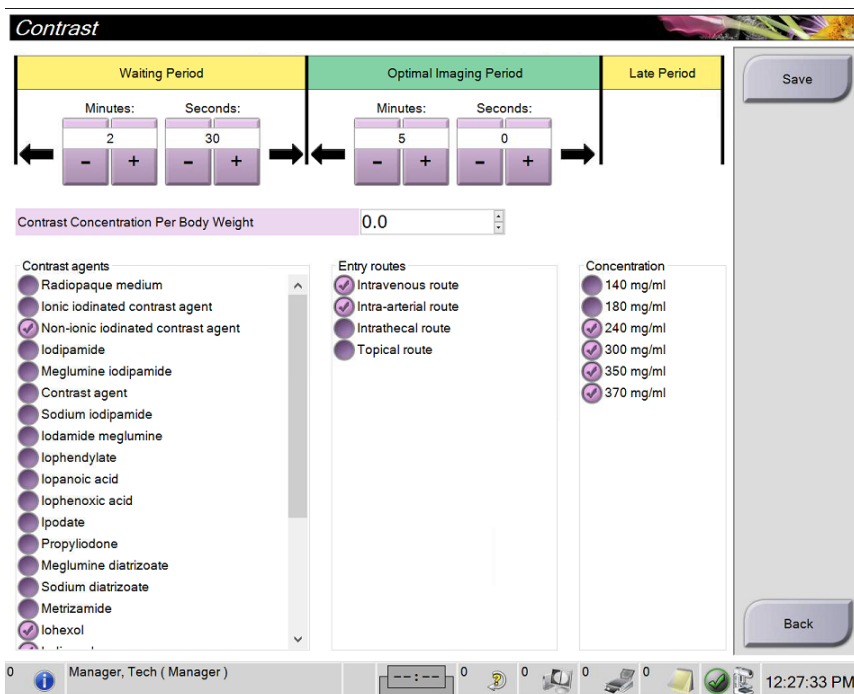 Contrast
Waiting Period
Optimal Imaging Period
Late Period
Save
Minutes: Seconds:
Minutes: Seconds:
2 30
5 0
- + - +
- + - +
Contrast Concentration Per Body Weight 0.0
Contrast agents
Radiopaque medium
Ionic iodinated contrast agent
Non-ionic iodinated contrast agent
Iodipamide
Meglumine iodipamide
Contrast agent
Sodium iodipamide
Iodamide meglumine
Iophendylate
Iopanoic acid
Iophenoxic acid
Ipodate
Propyliodone
Meglumine diatrizoate
Sodium diatrizoate
Metrizamide
Iohexol
Entry routes
Intravenous route
Intra-arterial route
Intrathecal route
Topical route
Concentration
140 mg/ml
180 mg/ml
240 mg/ml
300 mg/ml
350 mg/ml
370 mg/ml
Back
0 Manager, Tech ( Manager ) --:-- 0 0 0 0 12:27:33 PM